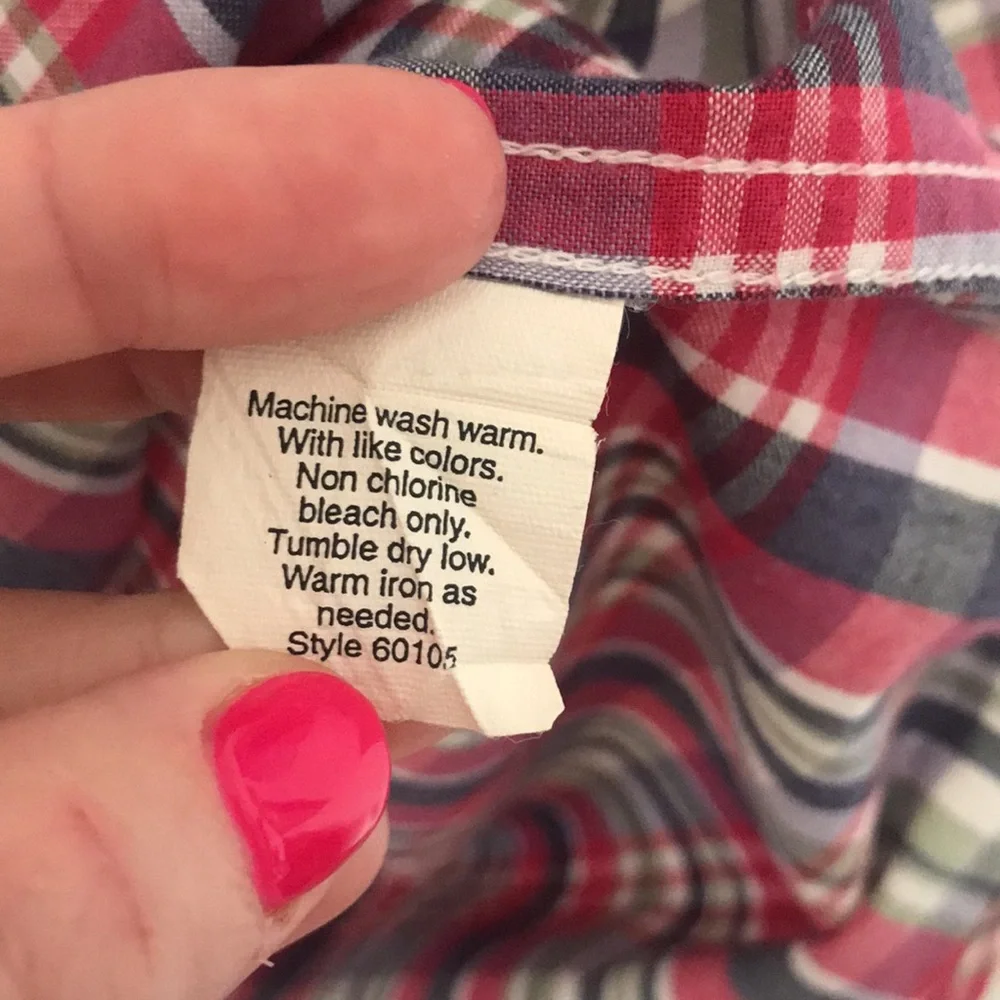 Machine wash warm.
With like colors.
Non chlorine
bleach only.
Tumble dry low.
Warm iron as
needed.
Style 60105